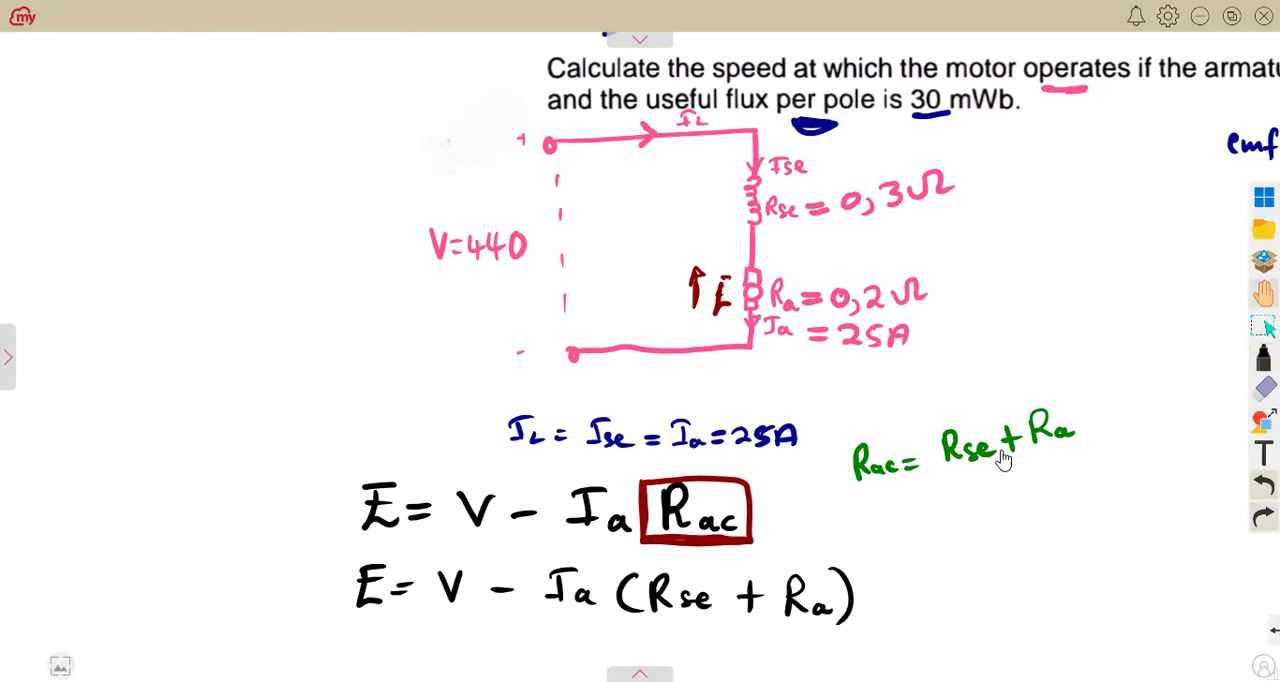 my
Calculate the speed at which the motor operates if the armatu
and the useful flux per pole is 30 mWb.
IL
+
emf
Ise
Rse = 0,3Ω
V=440
E
Ra = 0,2Ω
Ia = 25A
-
IL = Ise = Ia = 25A
Rac = Rse + Ra
E = V - Ia Rac
E = V - Ia (Rse + Ra)
T